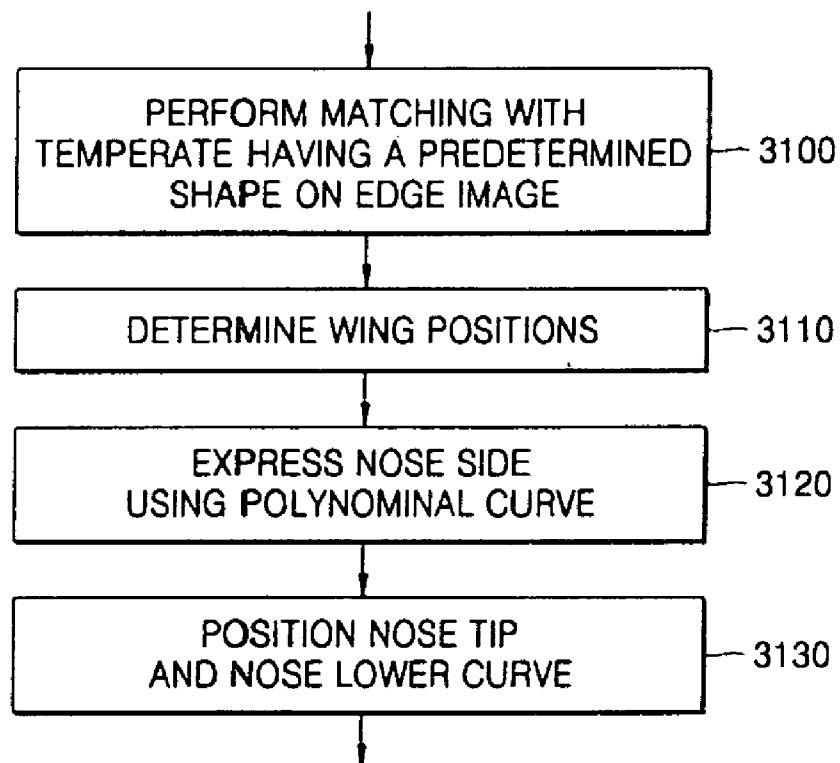 PERFORM MATCHING WITH
TEMPERATE HAVING A PREDETERMINED
SHAPE ON EDGE IMAGE
3100
DETERMINE WING POSITIONS
3110
EXPRESS NOSE SIDE
USING POLYNOMINAL CURVE
3120
POSITION NOSE TIP
AND NOSE LOWER CURVE
3130